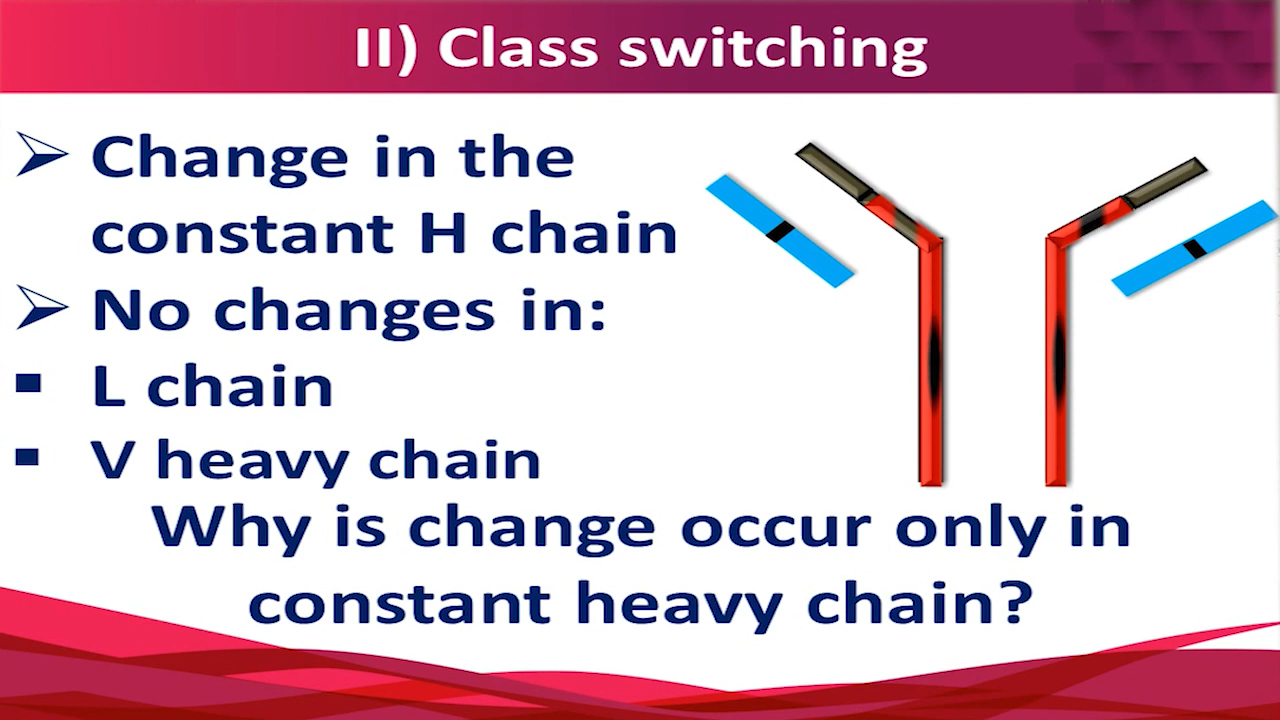 II) Class switching
➢ Change in the
constant H chain
➢ No changes in:
▪ L chain
▪ V heavy chain
Why is change occur only in
constant heavy chain?